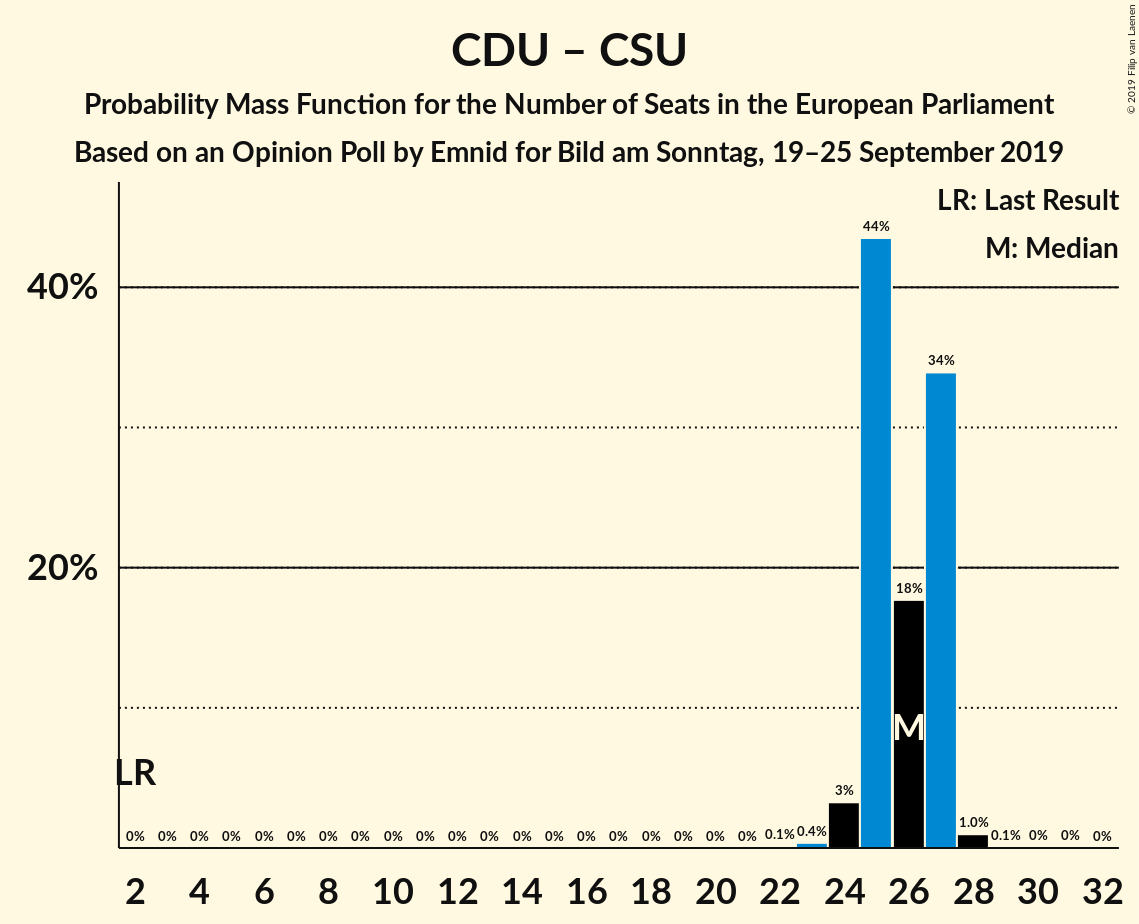 CDU – CSU
Probability Mass Function for the Number of Seats in the European Parliament
Based on an Opinion Poll by Emnid for Bild am Sonntag, 19–25 September 2019
© 2019 Filip van Laenen
LR: Last Result
M: Median
40%
20%
44%
34%
18%
M
LR
3%
0% 0% 0% 0% 0% 0% 0% 0% 0% 0% 0% 0% 0% 0% 0% 0% 0% 0% 0% 0% 0.1% 0.4% 1.0% 0.1% 0% 0% 0%
2 4 6 8 10 12 14 16 18 20 22 24 26 28 30 32